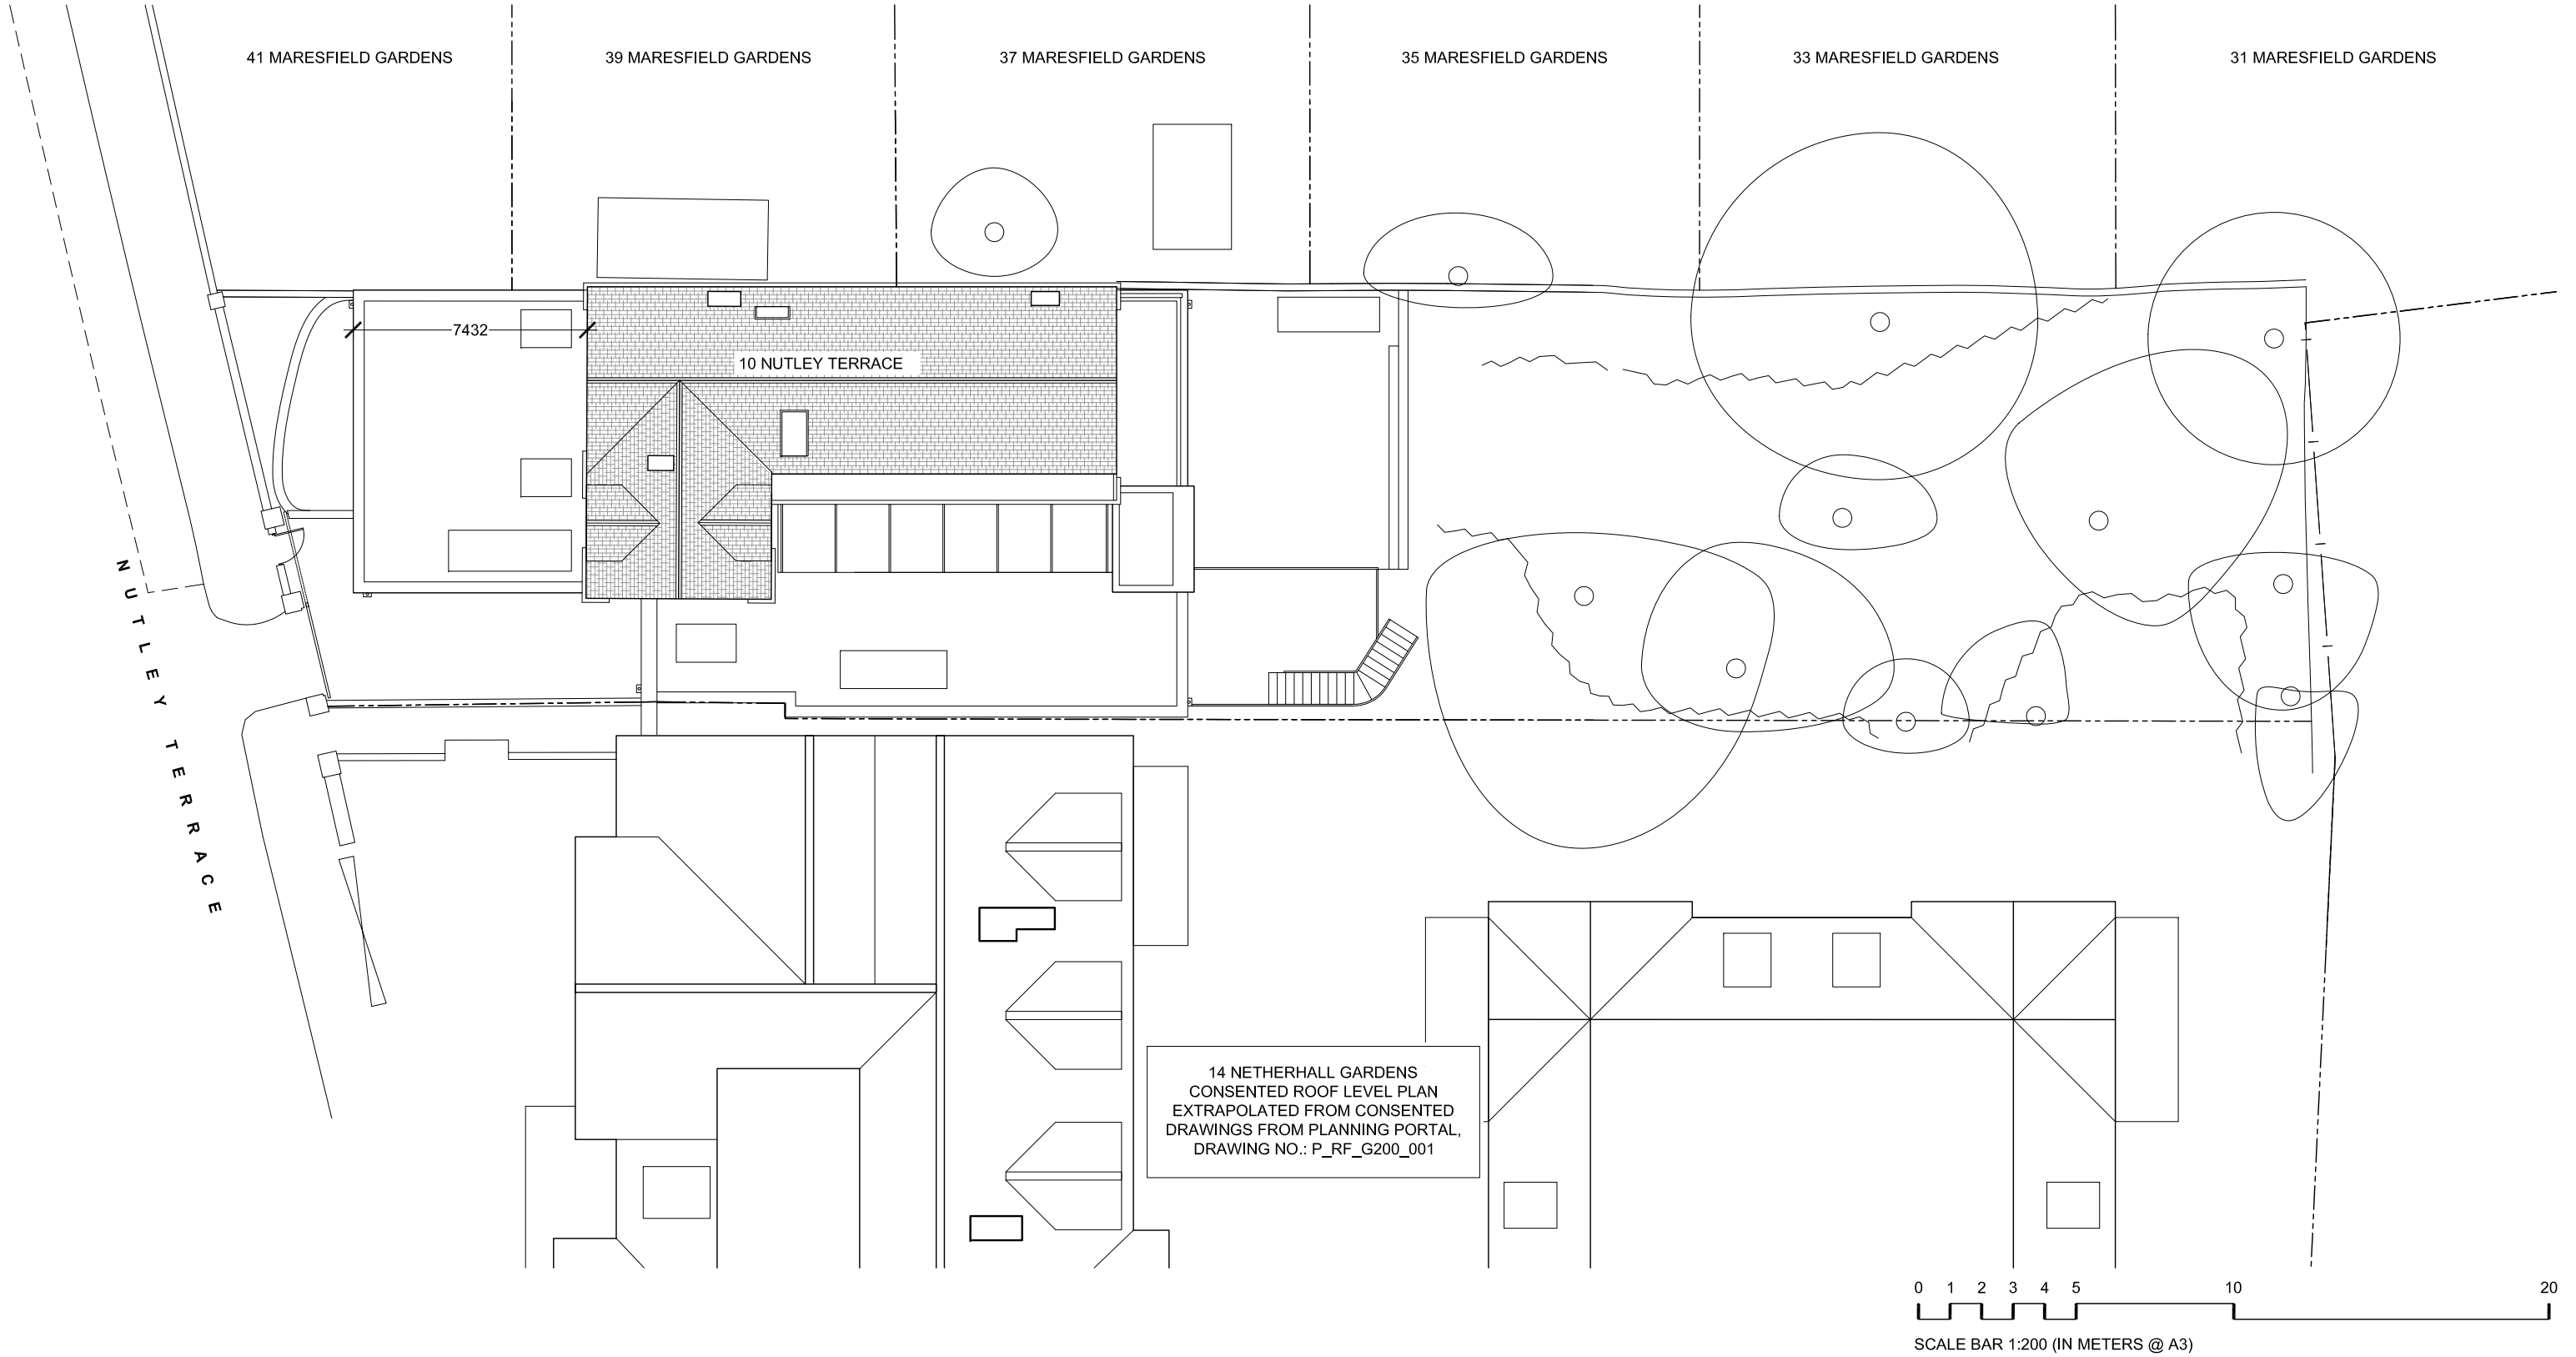 41 MARESFIELD GARDENS
39 MARESFIELD GARDENS
37 MARESFIELD GARDENS
35 MARESFIELD GARDENS
33 MARESFIELD GARDENS
31 MARESFIELD GARDENS
7432
10 NUTLEY TERRACE
NUTLEY TERRACE
14 NETHERHALL GARDENS
CONSENTED ROOF LEVEL PLAN
EXTRAPOLATED FROM CONSENTED
DRAWINGS FROM PLANNING PORTAL,
DRAWING NO.: P_RF_G200_001
0 1 2 3 4 5 10 20
SCALE BAR 1:200 (IN METERS @ A3)